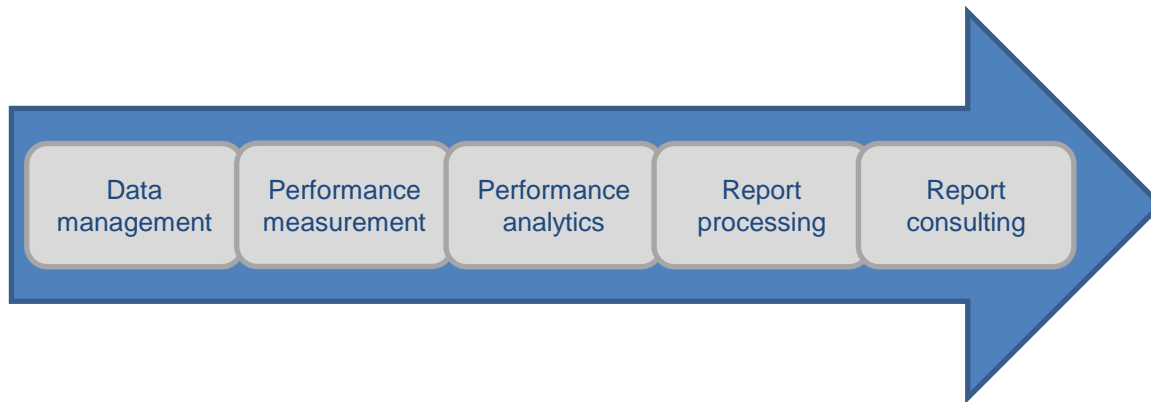 Data
management
Performance
measurement
Performance
analytics
Report
processing
Report
consulting